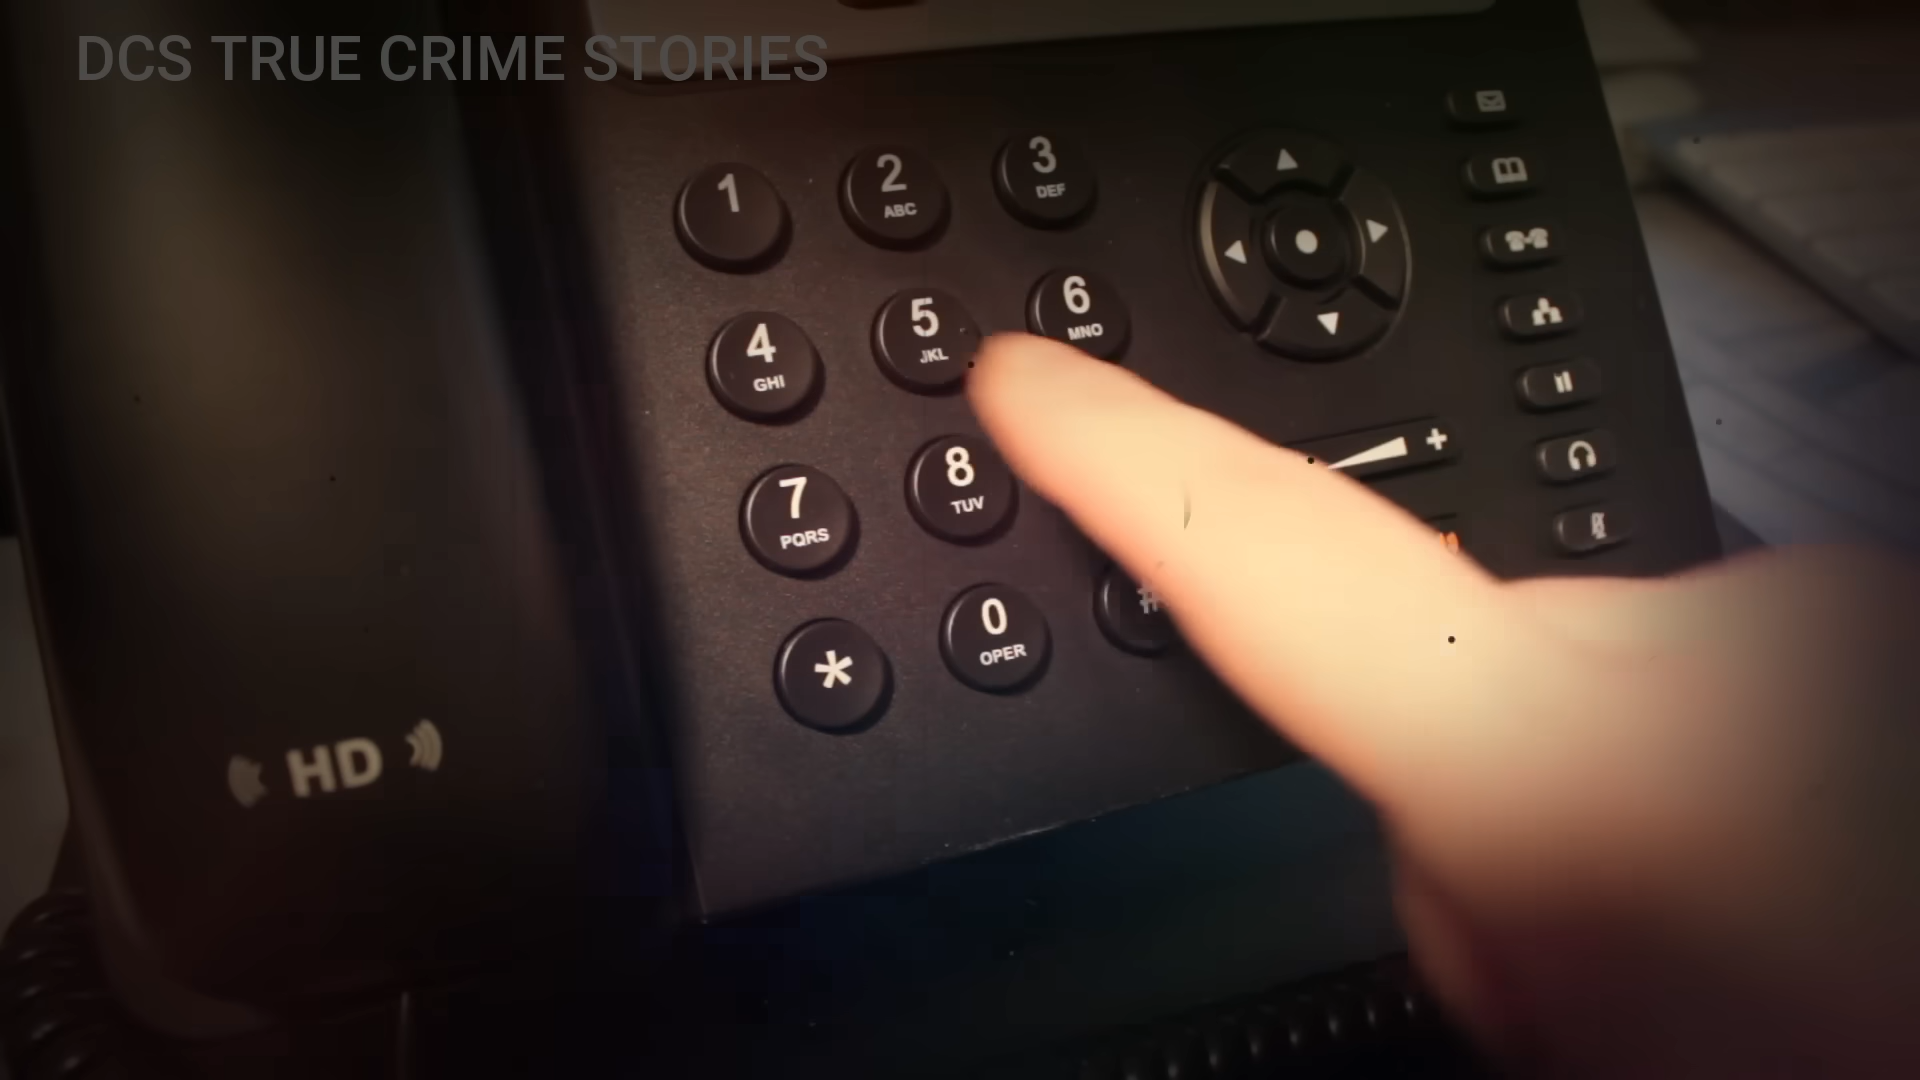 DCS TRUE CRIME STORIES
1
2
ABC
3
DEF
4
GHI
5
JKL
6
MNO
7
PQRS
8
TUV
*
0
OPER
#
+
HD